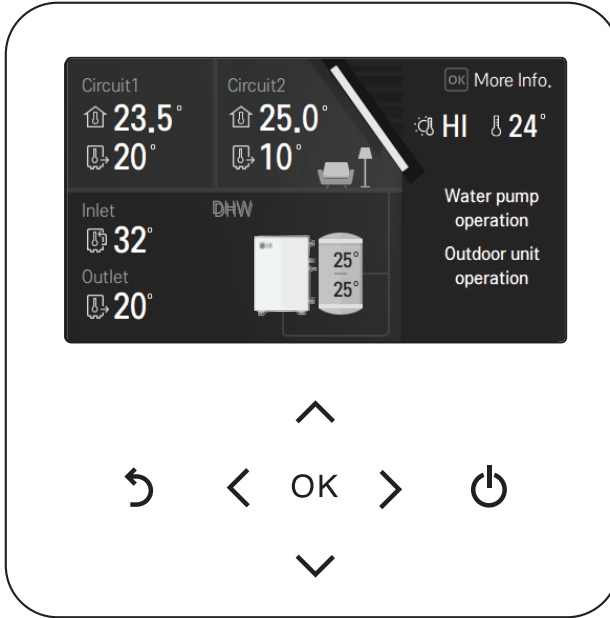 Circuit1
23.5°
20°
Circuit2
25.0°
10°
OK More Info.
HI 24°
Inlet
32°
Outlet
20°
DHW
25°
25°
Water pump
operation
Outdoor unit
operation
OK